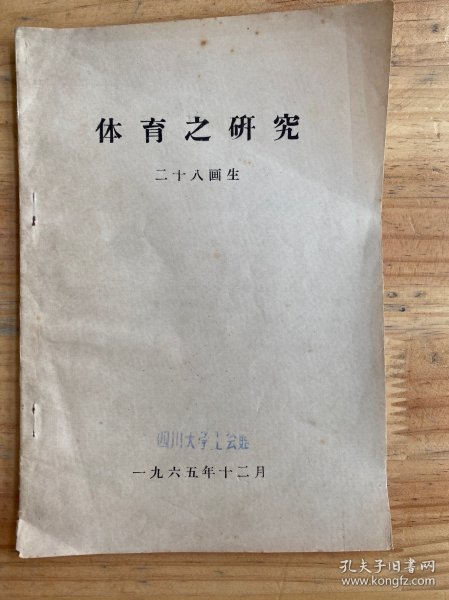 体育之研究
二十八画生
四川大学工会赠
一九六五年十二月
孔夫子旧书网
www.kongfz.com